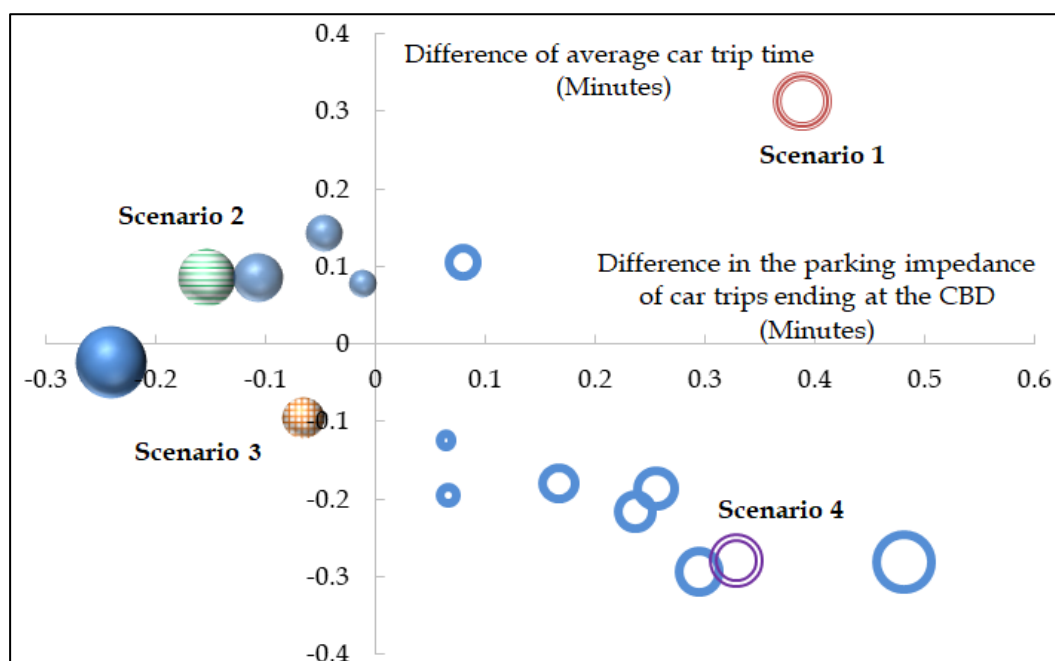 0.4
Difference of average car trip time
(Minutes)
0.3
Scenario 1
0.2
Scenario 2
0.1
Difference in the parking impedance
of car trips ending at the CBD
(Minutes)
0
-0.3 -0.2 -0.1 0 0.1 0.2 0.3 0.4 0.5 0.6
-0.1
Scenario 3
-0.2
Scenario 4
-0.3
-0.4